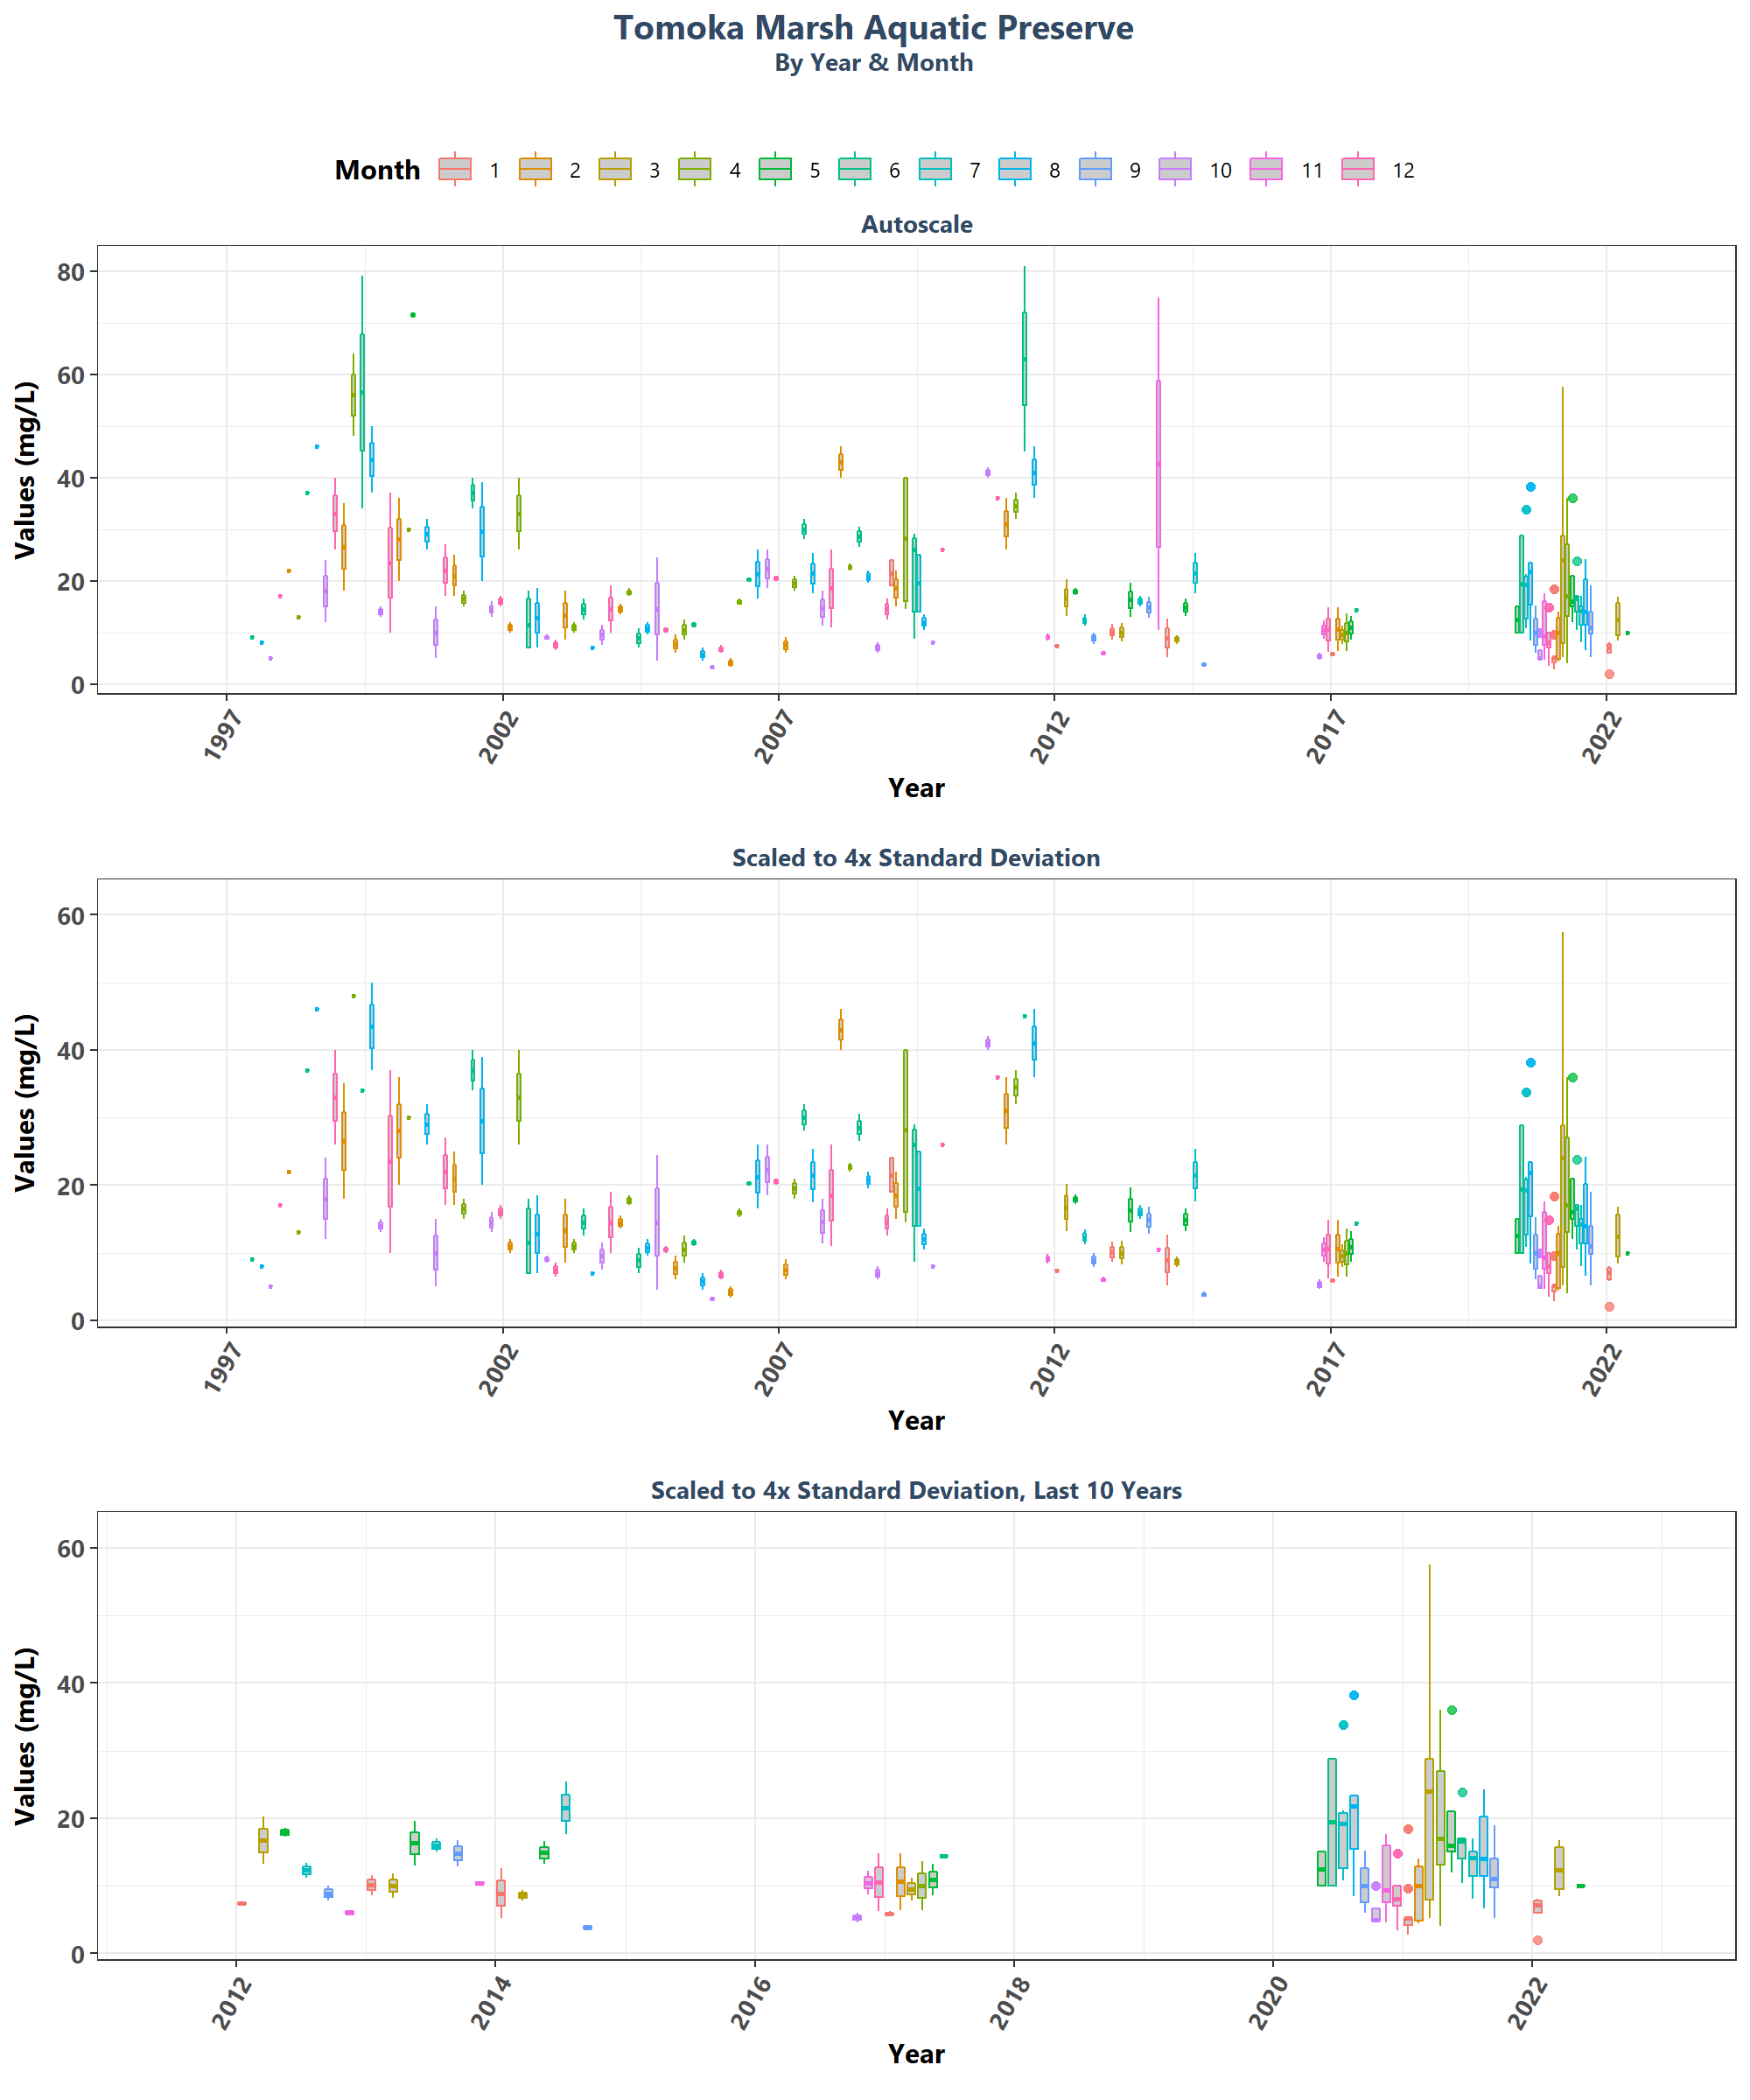 Tomoka Marsh Aquatic Preserve
By Year & Month
Month 1 2 3 4 5 6 7 8 9 10 11 12
Autoscale
Values (mg/L)
80
60
40
20
0
1997 2002 2007 2012 2017 2022
Year
Scaled to 4x Standard Deviation
Values (mg/L)
60
40
20
0
1997 2002 2007 2012 2017 2022
Year
Scaled to 4x Standard Deviation, Last 10 Years
Values (mg/L)
60
40
20
0
2012 2014 2016 2018 2020 2022
Year